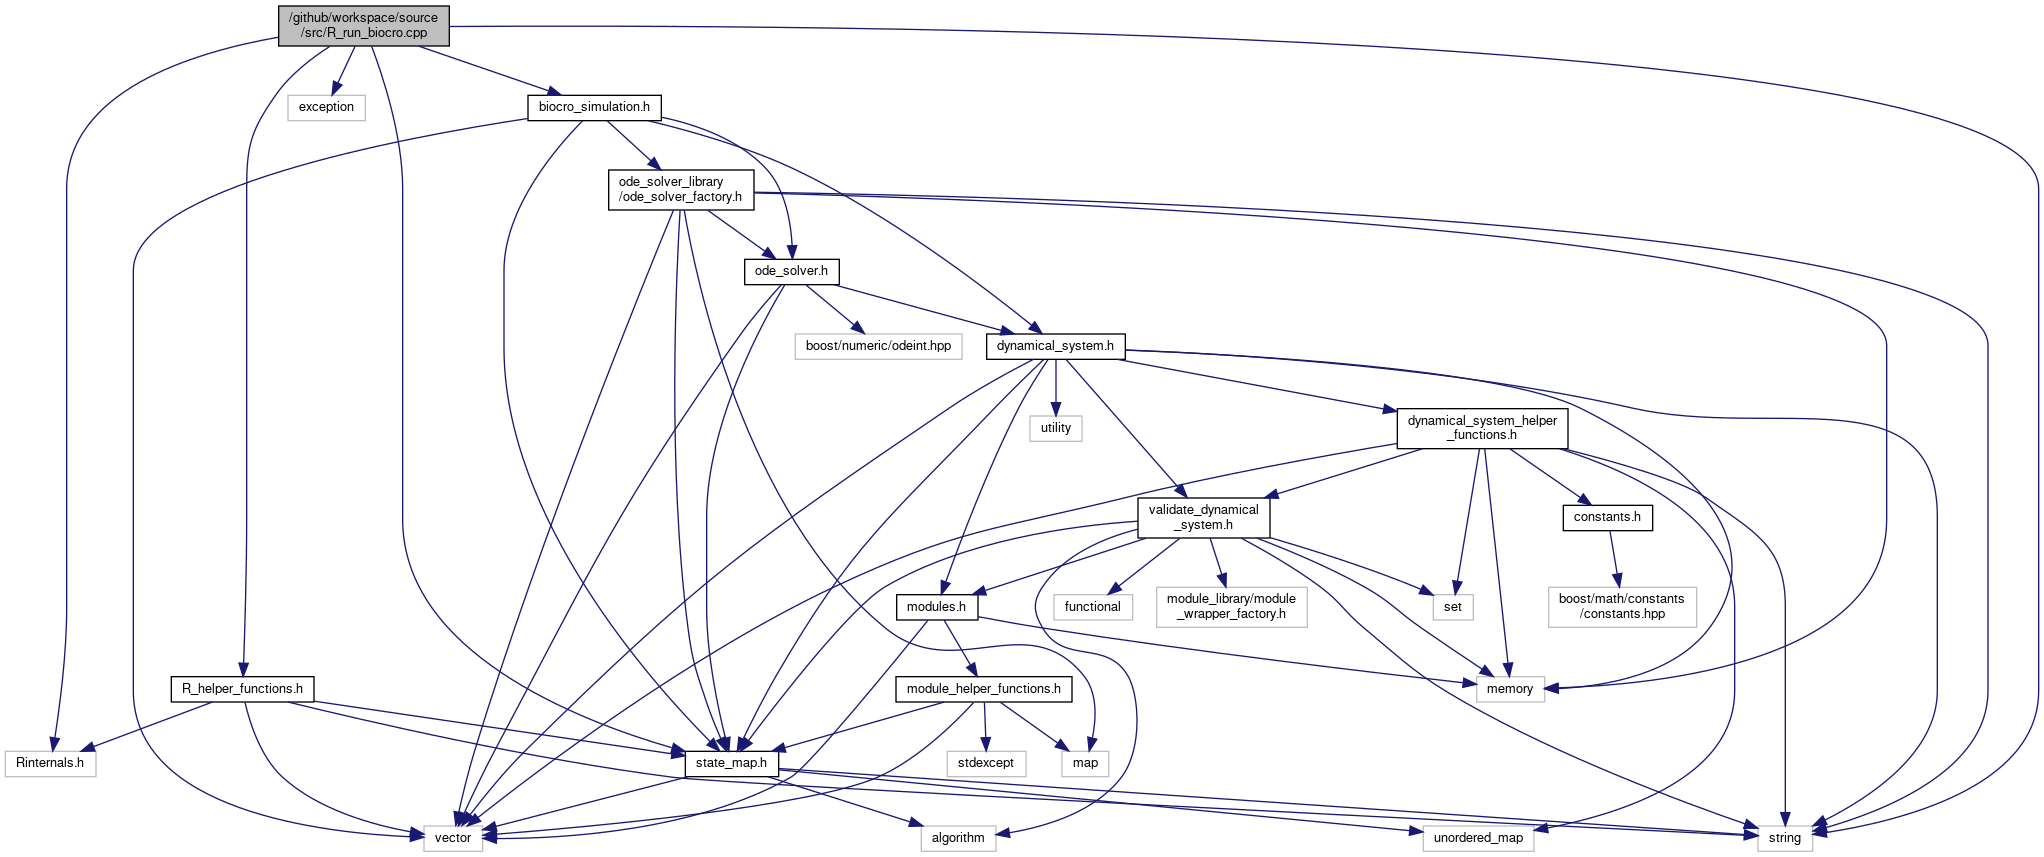 /github/workspace/source
/src/R_run_biocro.cpp
exception
biocro_simulation.h
ode_solver_library
/ode_solver_factory.h
ode_solver.h
boost/numeric/odeint.hpp
dynamical_system.h
utility
dynamical_system_helper
_functions.h
validate_dynamical
_system.h
constants.h
modules.h
functional
module_library/module
_wrapper_factory.h
set
boost/math/constants
/constants.hpp
R_helper_functions.h
module_helper_functions.h
memory
Rinternals.h
state_map.h
stdexcept
map
vector
algorithm
unordered_map
string